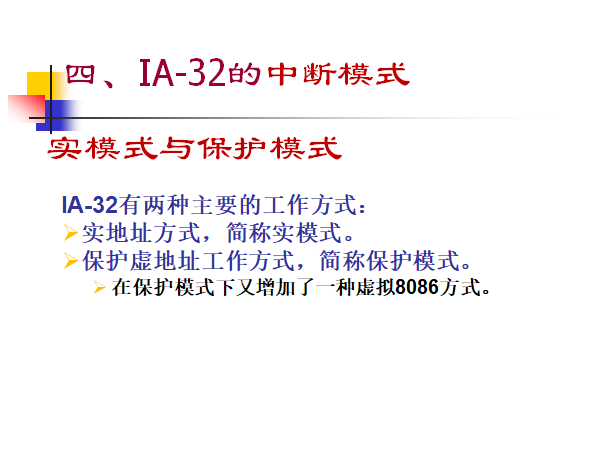 四、IA-32的中断模式
实模式与保护模式
IA-32有两种主要的工作方式：
实地址方式，简称实模式。
保护虚地址工作方式，简称保护模式。
在保护模式下又增加了一种虚拟8086方式。